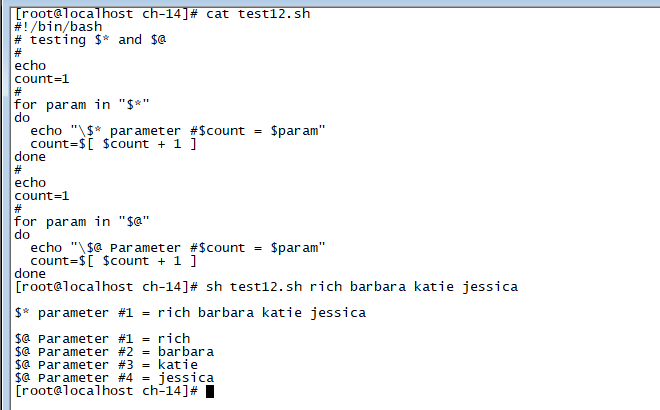 [root@localhost ch-14]# cat test12.sh
#!/bin/bash
# testing $* and $@
#
echo
count=1
#
for param in "$*"
do
  echo "\$* parameter #$count = $param"
  count=$[ $count + 1 ]
done
#
echo
count=1
#
for param in "$@"
do
  echo "\$@ Parameter #$count = $param"
  count=$[ $count + 1 ]
done
[root@localhost ch-14]# sh test12.sh rich barbara katie jessica

$* parameter #1 = rich barbara katie jessica

$@ Parameter #1 = rich
$@ Parameter #2 = barbara
$@ Parameter #3 = katie
$@ Parameter #4 = jessica
[root@localhost ch-14]#